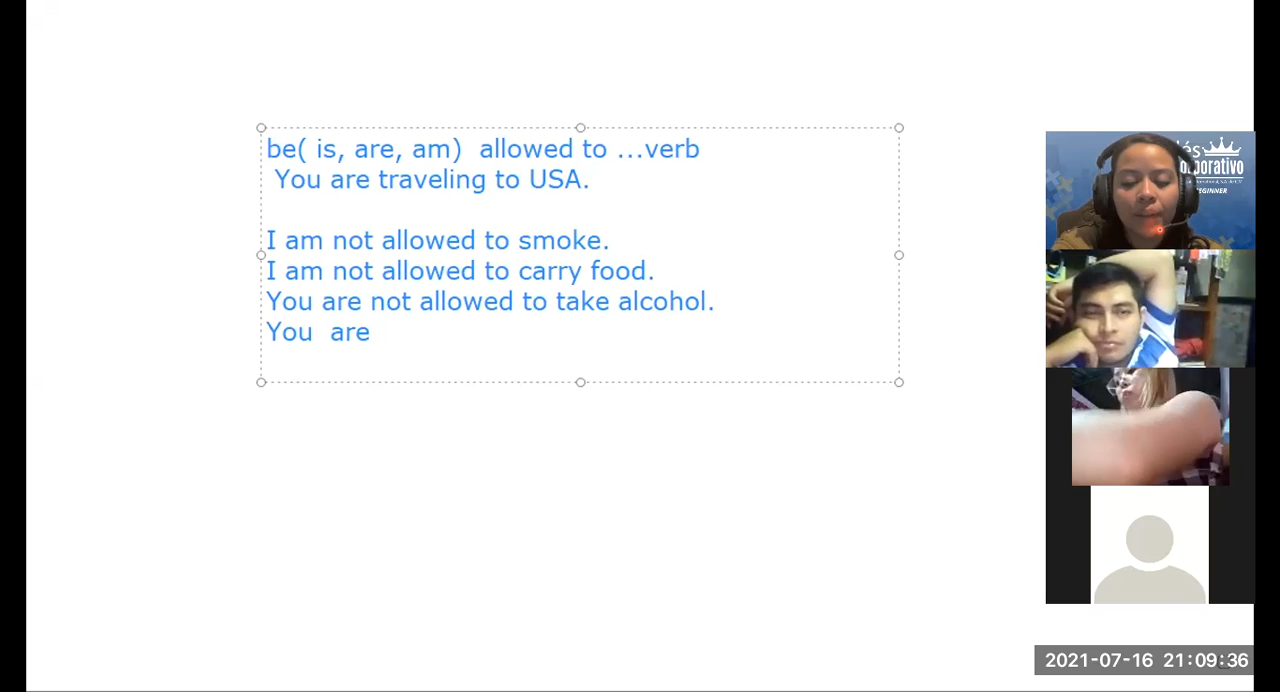 be( is, are, am)  allowed to ...verb
You are traveling to USA.
I am not allowed to smoke.
I am not allowed to carry food.
You are not allowed to take alcohol.
You  are
2021-07-16 21:09:36